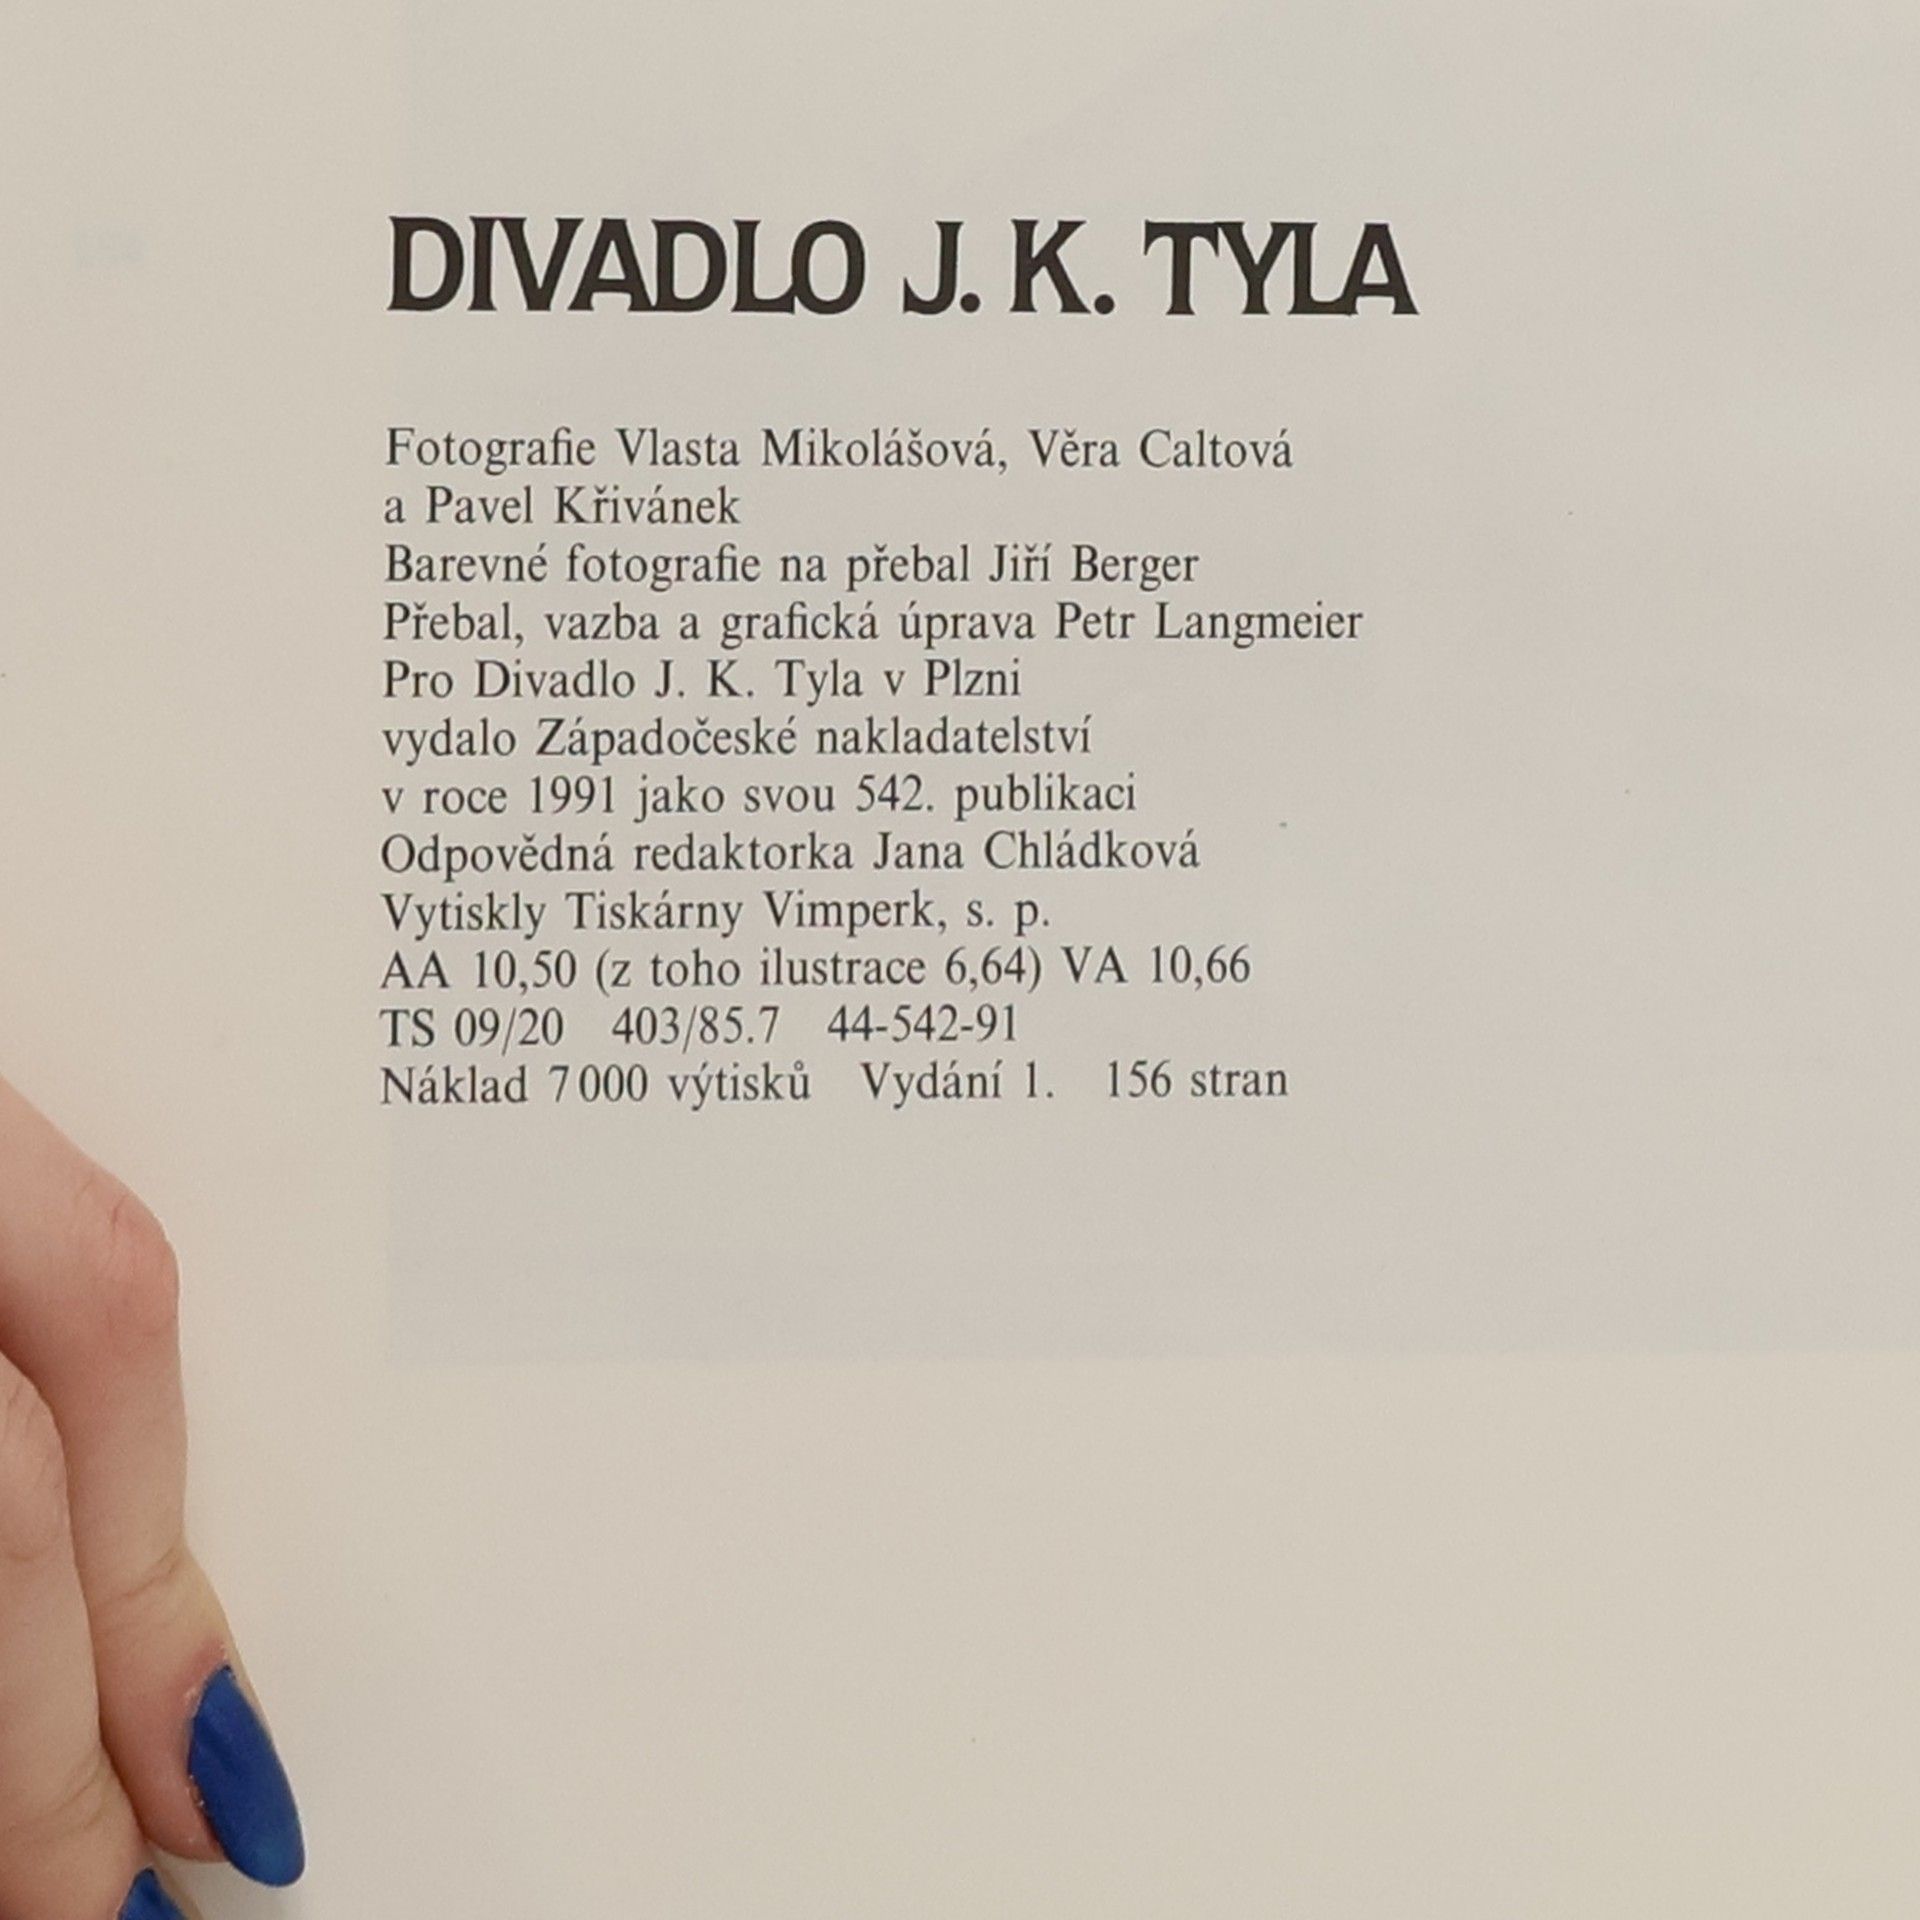 DIVADLO J. K. TYLA
Fotografie Vlasta Mikolášová, Věra Caltová
a Pavel Křivánek
Barevné fotografie na přebal Jiří Berger
Přebal, vazba a grafická úprava Petr Langmeier
Pro Divadlo J. K. Tyla v Plzni
vydalo Západočeské nakladatelství
v roce 1991 jako svou 542. publikaci
Odpovědná redaktorka Jana Chládková
Vytiskly Tiskárny Vimperk, s. p.
AA 10,50 (z toho ilustrace 6,64) VA 10,66
TS 09/20 403/85.7 44-542-91
Náklad 7 000 výtisků Vydání 1. 156 stran